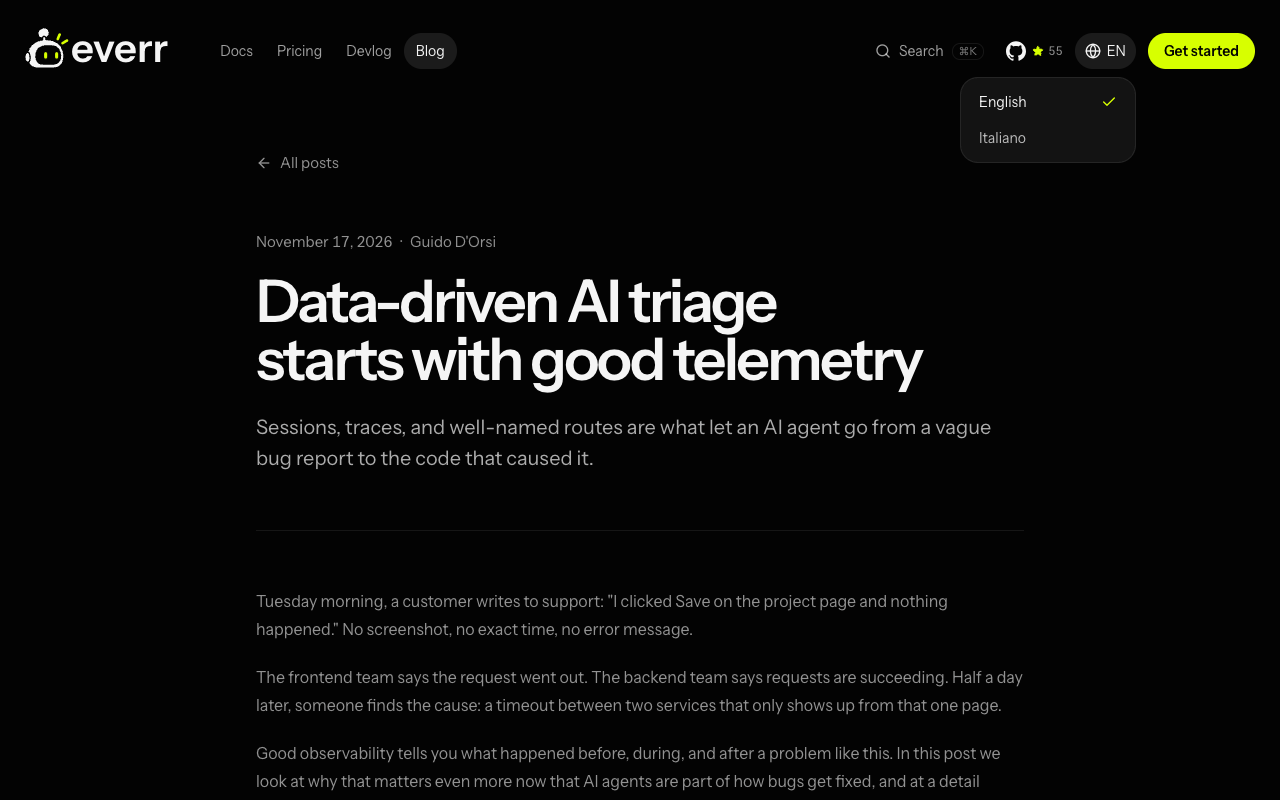 everr
Docs
Pricing
Devlog
Blog
Search
⌘K
55
EN
Get started
English
Italiano
All posts
November 17, 2026 · Guido D'Orsi
Data-driven AI triage
starts with good telemetry
Sessions, traces, and well-named routes are what let an AI agent go from a vague
bug report to the code that caused it.
Tuesday morning, a customer writes to support: "I clicked Save on the project page and nothing
happened." No screenshot, no exact time, no error message.
The frontend team says the request went out. The backend team says requests are succeeding. Half a day
later, someone finds the cause: a timeout between two services that only shows up from that one page.
Good observability tells you what happened before, during, and after a problem like this. In this post we
look at why that matters even more now that AI agents are part of how bugs get fixed, and at a detail